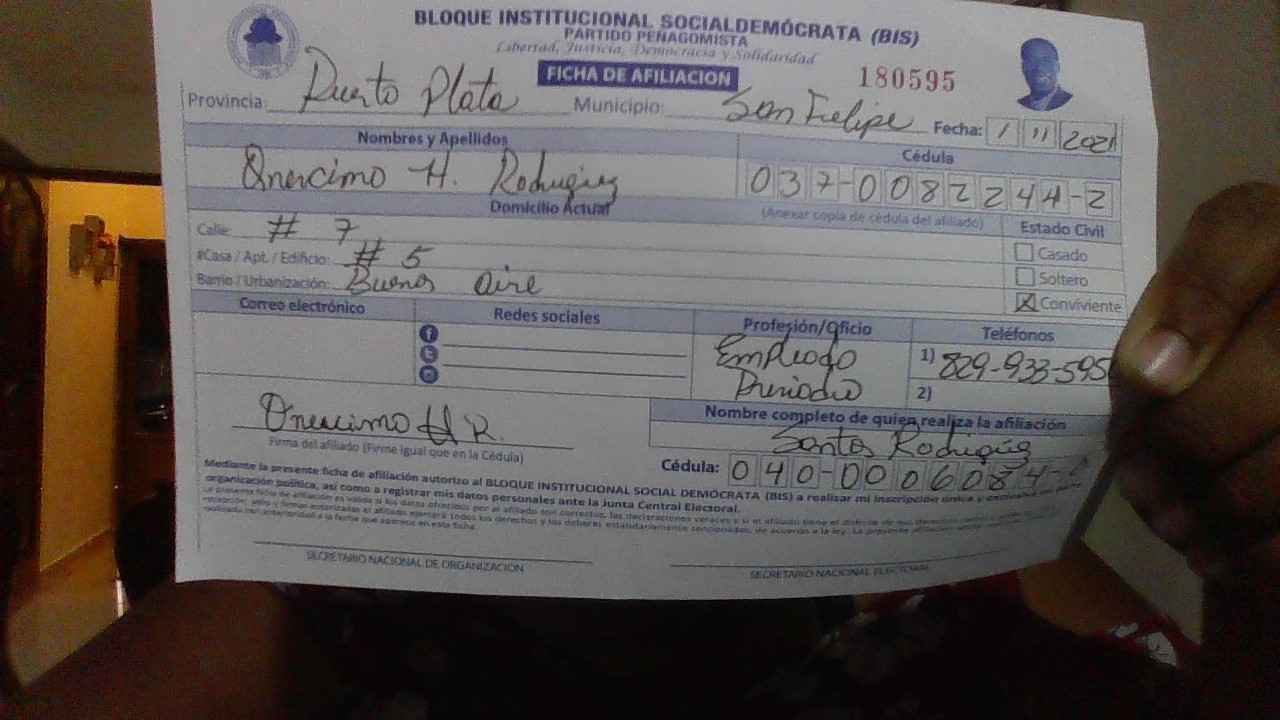 BLOQUE INSTITUCIONAL SOCIALDEMÓCRATA (BIS)
PARTIDO PEÑAGOMISTA
Libertad, Justicia, Democracia y Solidaridad
FICHA DE AFILIACIÓN
180595
Provincia: Puerto Plata Municipio: San Felipe Fecha: 1 11 2021
Nombres y Apellidos Cédula
Onercimo H. Rodriguez 037-0082244-2
Domicilio Actual (Anexar copia de cédula del afiliado) Estado Civil
Calle: # 7 Casado
#Casa / Apt. / Edificio: # 5 Soltero
Barrio / Urbanización: Buenos aire Conviviente
Correo electrónico Redes sociales Profesión/Oficio Teléfonos
Empleado 1) 829-933-595
Privado 2)
Onercimo H R. Nombre completo de quien realiza la afiliación
Firma del afiliado (Firme igual que en la Cédula) Santos Rodriguez
Cédula: 040-0006084-
Mediante la presente ficha de afiliación autorizo al BLOQUE INSTITUCIONAL SOCIAL DEMÓCRATA (BIS) a realizar mi inscripción única y
organización política, así como a registrar mis datos personales ante la Junta Central Electoral.
SECRETARIO NACIONAL DE ORGANIZACIÓN SECRETARIO NACIONAL ELECTORAL